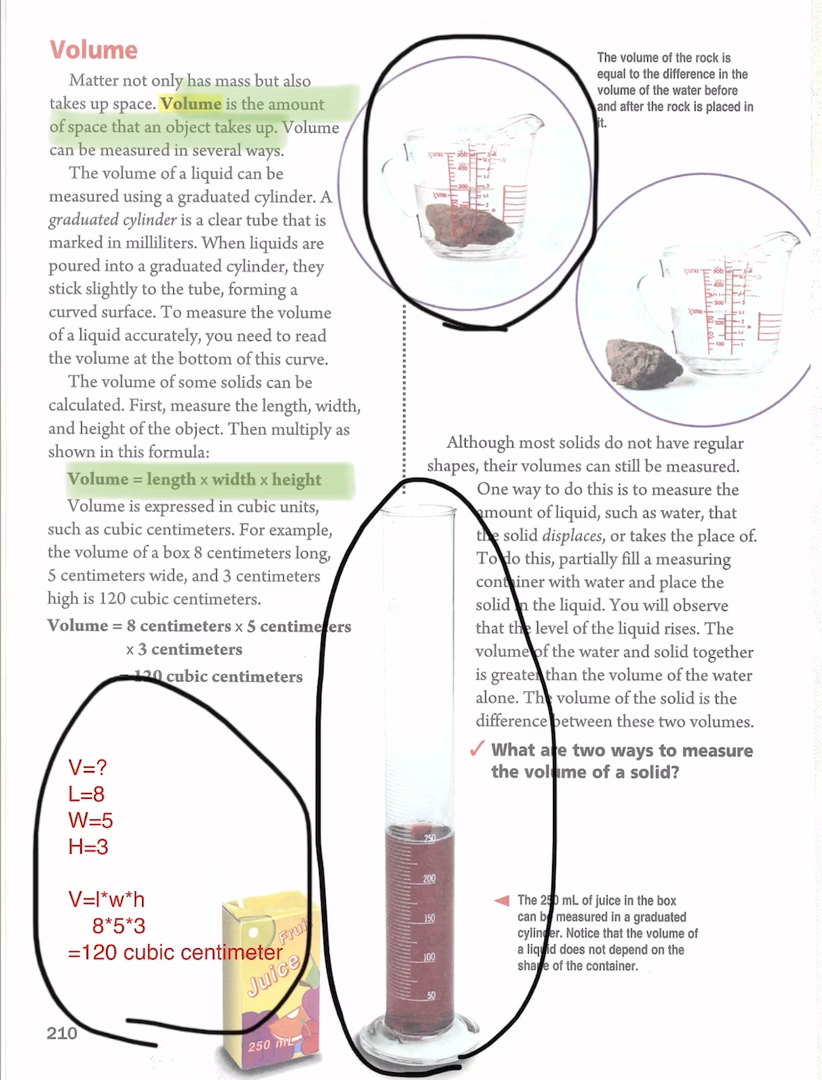 Volume
Matter not only has mass but also
takes up space. Volume is the amount
of space that an object takes up. Volume
can be measured in several ways.
The volume of a liquid can be
measured using a graduated cylinder. A
graduated cylinder is a clear tube that is
marked in milliliters. When liquids are
poured into a graduated cylinder, they
stick slightly to the tube, forming a
curved surface. To measure the volume
of a liquid accurately, you need to read
the volume at the bottom of this curve.
The volume of some solids can be
calculated. First, measure the length, width,
and height of the object. Then multiply as
shown in this formula:
Volume = length x width x height
Volume is expressed in cubic units,
such as cubic centimeters. For example,
the volume of a box 8 centimeters long,
5 centimeters wide, and 3 centimeters
high is 120 cubic centimeters.
Volume = 8 centimeters x 5 centimeters
x 3 centimeters
= 120 cubic centimeters
V=?
L=8
W=5
H=3
V=l*w*h
8*5*3
=120 cubic centimeter
Fruit
Juice
250 mL
210
The volume of the rock is
equal to the difference in the
volume of the water before
and after the rock is placed in
it.
Although most solids do not have regular
shapes, their volumes can still be measured.
One way to do this is to measure the
amount of liquid, such as water, that
the solid displaces, or takes the place of.
To do this, partially fill a measuring
container with water and place the
solid in the liquid. You will observe
that the level of the liquid rises. The
volume of the water and solid together
is greater than the volume of the water
alone. The volume of the solid is the
difference between these two volumes.
✓ What are two ways to measure
the volume of a solid?
250
200
150
100
50
The 250 mL of juice in the box
can be measured in a graduated
cylinder. Notice that the volume of
a liquid does not depend on the
shape of the container.